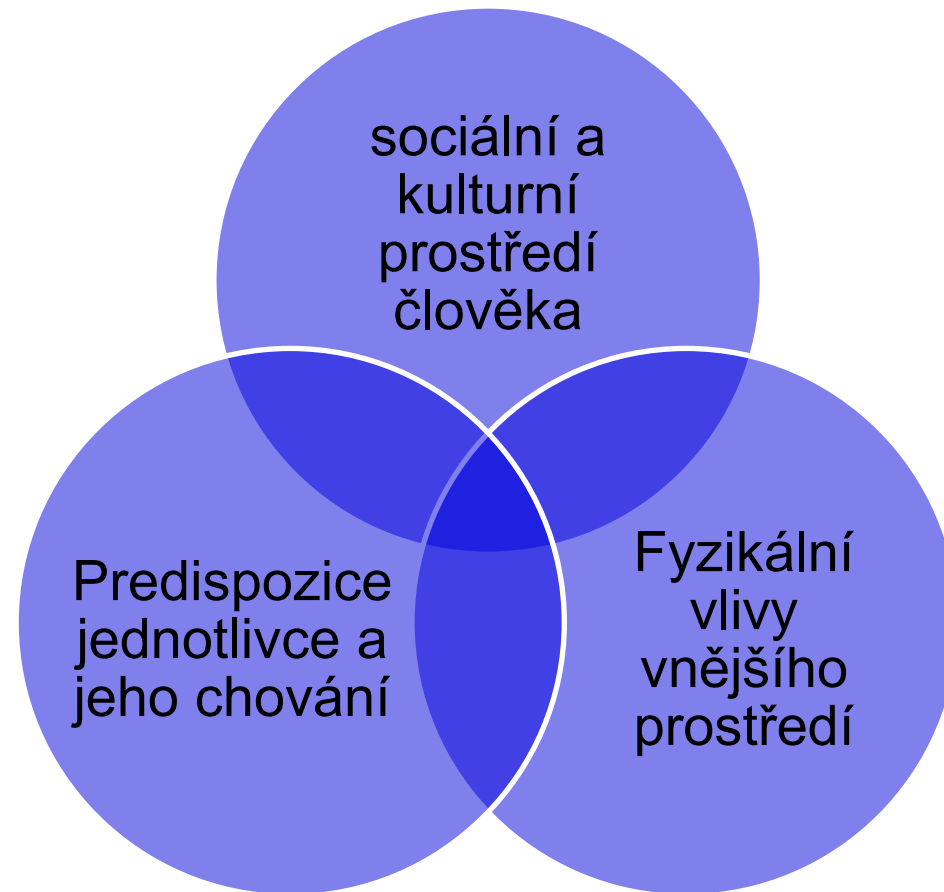 sociální a
kulturní
prostředí
člověka
Predispozice
jednotlivce a
jeho chování
Fyzikální
vlivy
vnějšího
prostředí